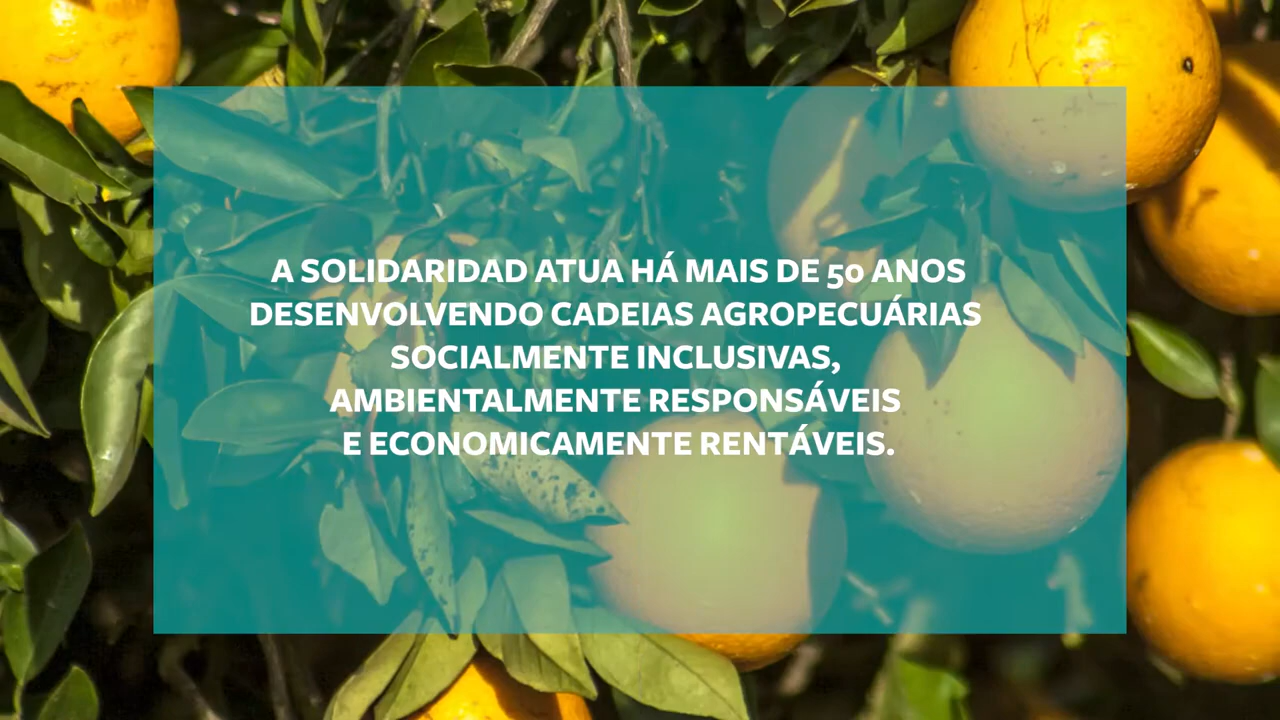 A SOLIDARIDAD ATUA HÁ MAIS DE 50 ANOS
DESENVOLVENDO CADEIAS AGROPECUÁRIAS
SOCIALMENTE INCLUSIVAS,
AMBIENTALMENTE RESPONSÁVEIS
E ECONOMICAMENTE RENTÁVEIS.